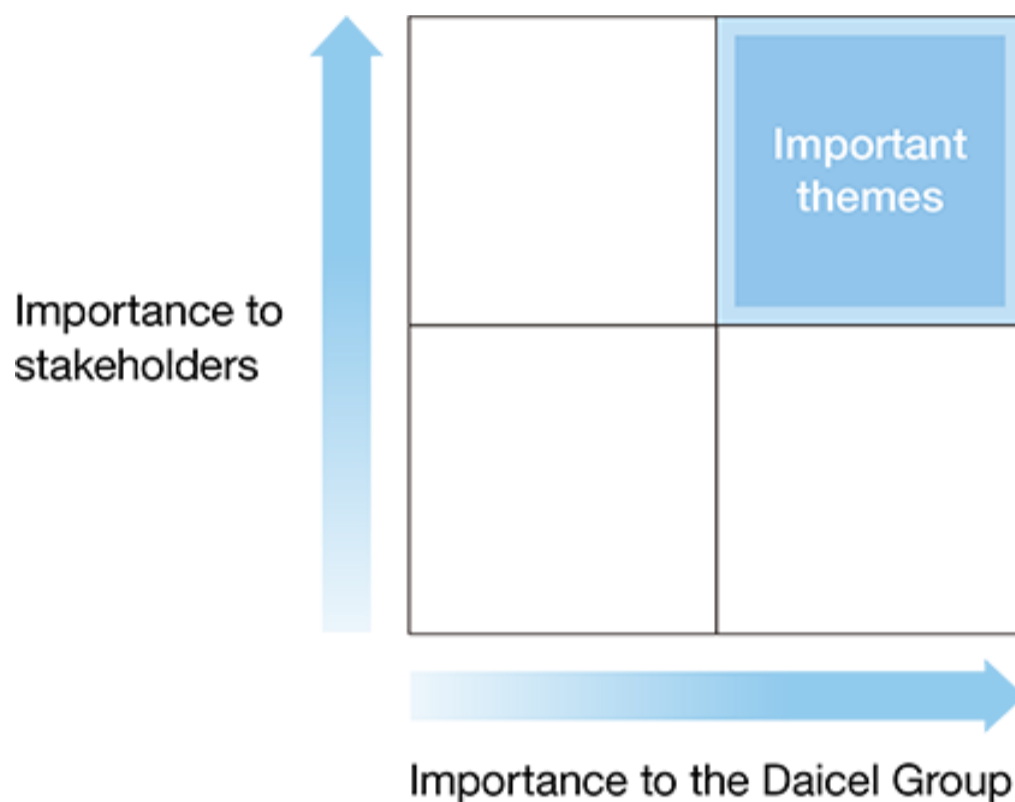 Important
themes
Importance to
stakeholders
Importance to the Daicel Group